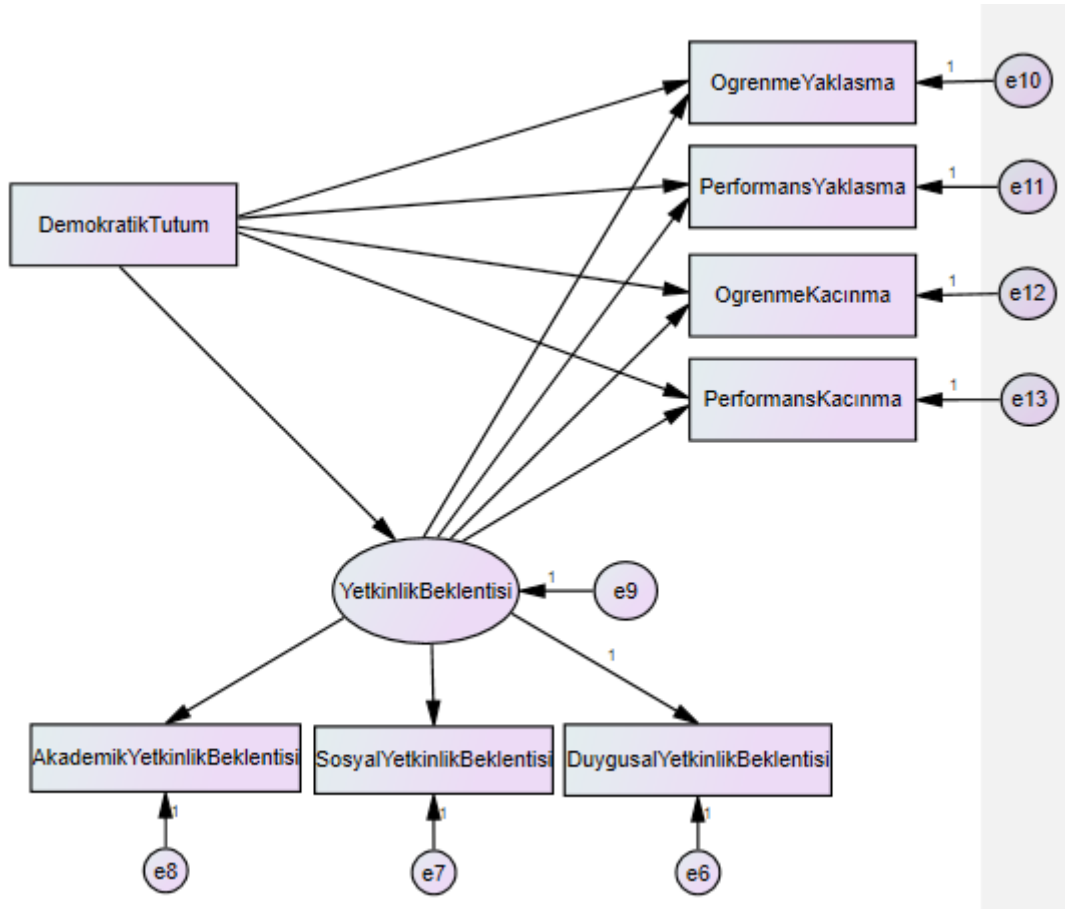 OgrenmeYaklasma
1
e10
PerformansYaklasma
1
e11
DemokratikTutum
OgrenmeKacınma
1
e12
PerformansKacınma
1
e13
YetkinlikBeklentisi
1
e9
1
AkademikYetkinlikBeklentisi
SosyalYetkinlikBeklentisi
DuygusalYetkinlikBeklentisi
1
1
1
e8
e7
e6